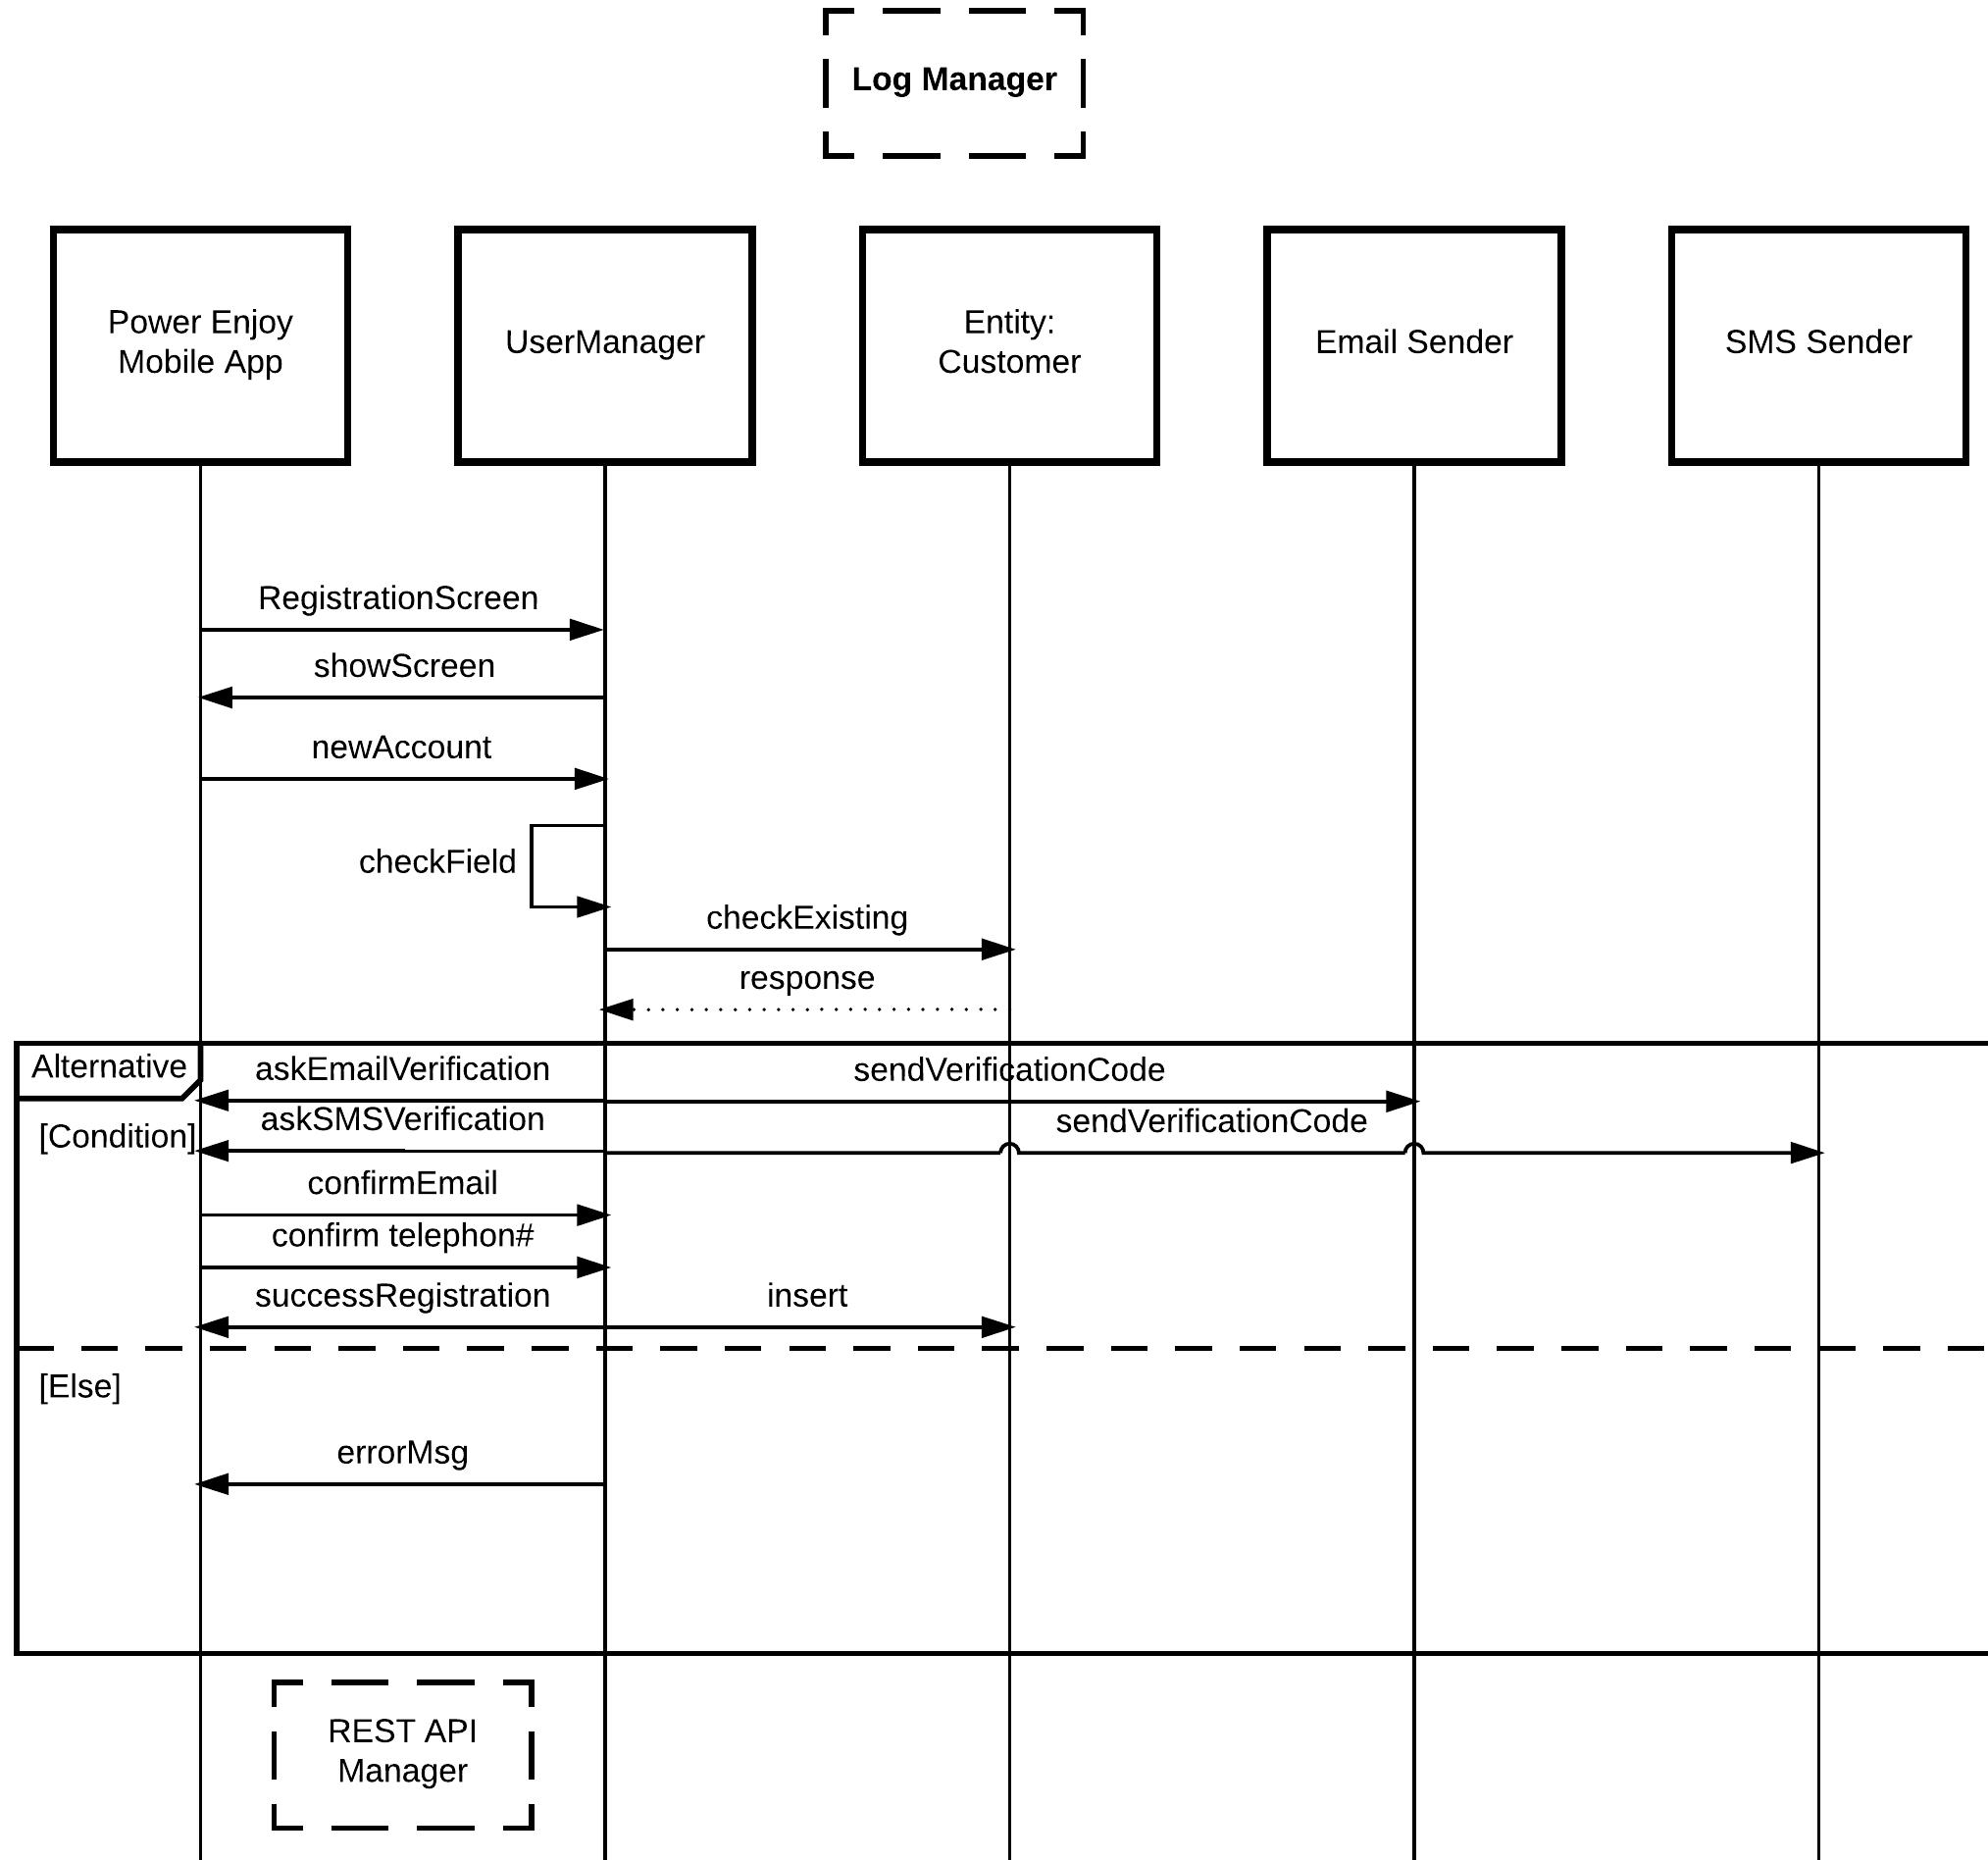 Log Manager
Power Enjoy
Mobile App
UserManager
Entity:
Customer
Email Sender
SMS Sender
RegistrationScreen
showScreen
newAccount
checkField
checkExisting
response
Alternative
askEmailVerification
sendVerificationCode
[Condition]
askSMSVerification
sendVerificationCode
confirmEmail
confirm telephon#
successRegistration
insert
[Else]
errorMsg
REST API
Manager